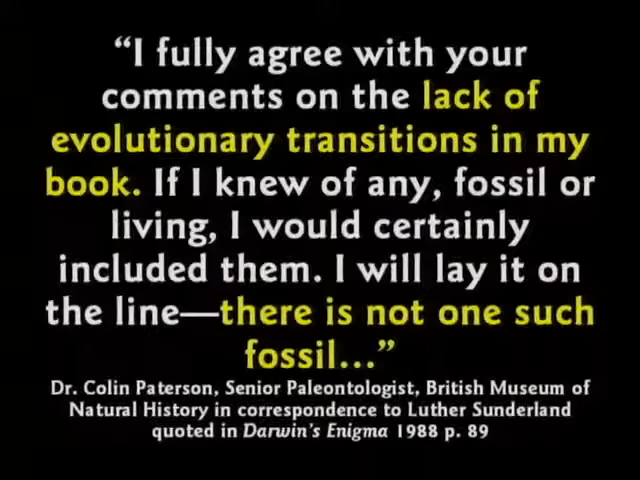 “I fully agree with your
comments on the lack of
evolutionary transitions in my
book. If I knew of any, fossil or
living, I would certainly
included them. I will lay it on
the line—there is not one such
fossil...”
Dr. Colin Paterson, Senior Paleontologist, British Museum of
Natural History in correspondence to Luther Sunderland
quoted in Darwin's Enigma 1988 p. 89